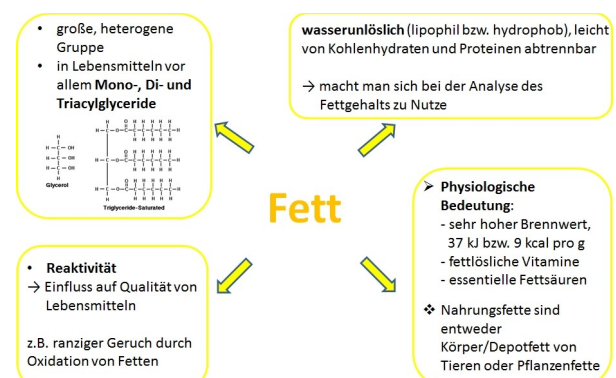 • große, heterogene
Gruppe
• in Lebensmitteln vor
allem Mono-, Di- und
Triacylglyceride
Glycerol
Triglyceride-Saturated
wasserunlöslich (lipophil bzw. hydrophob), leicht
von Kohlenhydraten und Proteinen abtrennbar
→ macht man sich bei der Analyse des
Fettgehalts zu Nutze
Fett
• Reaktivität
→ Einfluss auf Qualität von
Lebensmitteln
z.B. ranziger Geruch durch
Oxidation von Fetten
➢ Physiologische
Bedeutung:
- sehr hoher Brennwert,
37 kJ bzw. 9 kcal pro g
- fettlösliche Vitamine
- essentielle Fettsäuren
❖ Nahrungsfette sind
entweder
Körper/Depotfett von
Tieren oder Pflanzenfette